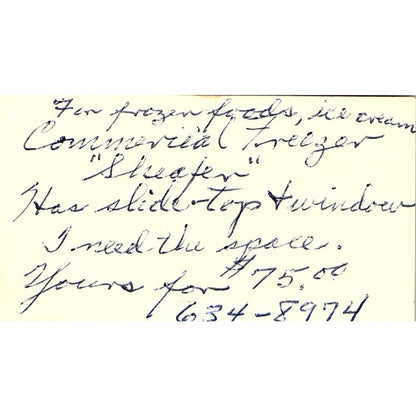 For frozen foods, ice cream
Commerical Freezer
"Sheafer"
Has slide-top & window
I need the space.
Yours for $75.00
634-8974